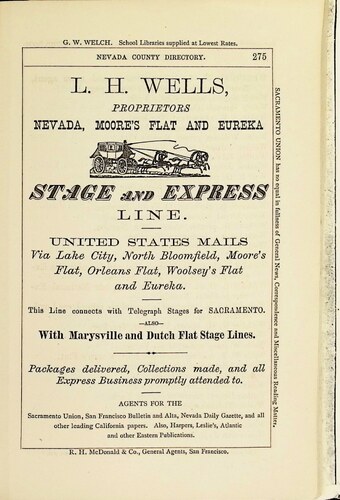 G. W. WELCH. School Libraries supplied at Lowest Rates.
NEVADA COUNTY DIRECTORY. 275
L. H. WELLS,
PROPRIETORS
NEVADA, MOORE'S FLAT AND EUREKA
STAGE AND EXPRESS
LINE.
UNITED STATES MAILS
Via Lake City, North Bloomfield, Moore's
Flat, Orleans Flat, Woolsey's Flat
and Eureka.
This Line connects with Telegraph Stages for SACRAMENTO.
—ALSO—
With Marysville and Dutch Flat Stage Lines.
Packages delivered, Collections made, and all
Express Business promptly attended to.
AGENTS FOR THE
Sacramento Union, San Francisco Bulletin and Alta, Nevada Daily Gazette, and all
other leading California papers. Also, Harpers, Leslie's, Atlantic
and other Eastern Publications.
R. H. McDonald & Co., General Agents, San Francisco.
SACRAMENTO UNION has no equal in fullness of General News, Correspondence and Miscellaneous Reading Matter.